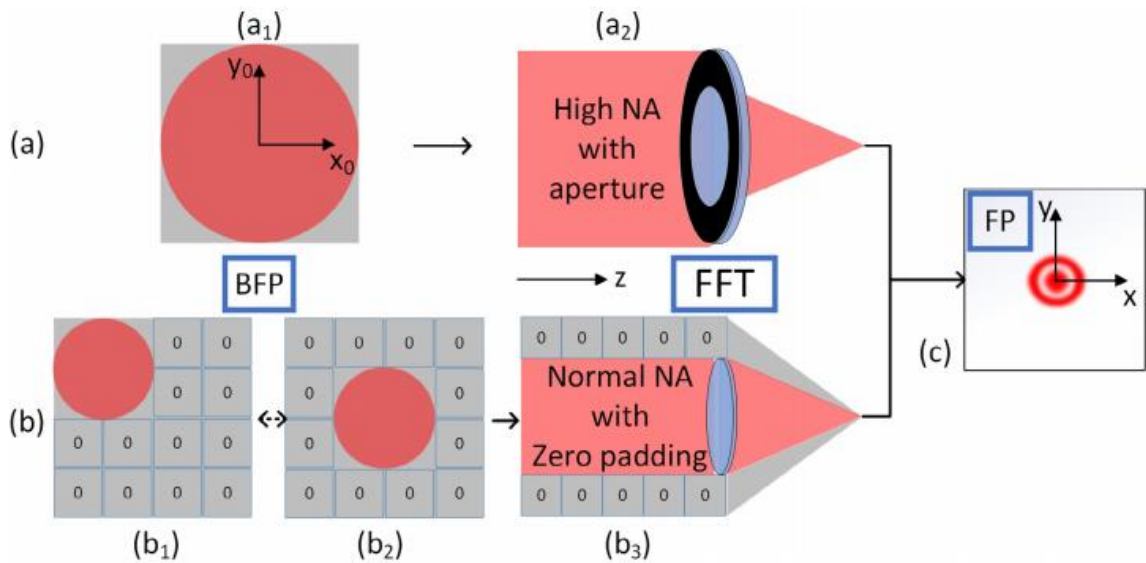 (a₁)
(a₂)
(a)
y₀
x₀
High NA
with
aperture
FP
y
x
(c)
BFP
z
FFT
(b)
0 0
0 0
0 0 0 0
0 0 0 0
0 0 0 0
0 0
0 0
0 0 0 0
0 0 0 0 0
Normal NA
with
Zero padding
0 0 0 0 0
(b₁)
(b₂)
(b₃)